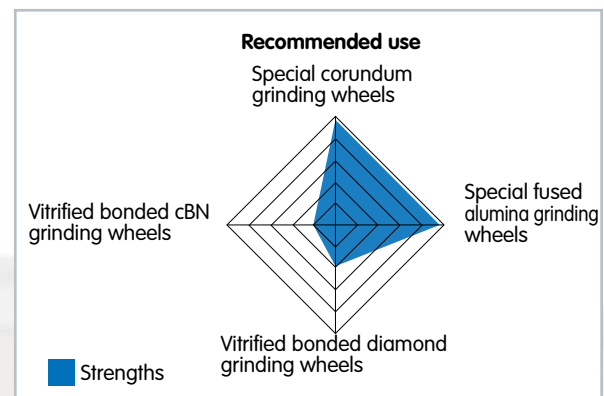 Recommended use
Special corundum
grinding wheels
Vitrified bonded cBN
grinding wheels
Special fused
alumina grinding
wheels
Vitrified bonded diamond
grinding wheels
Strengths